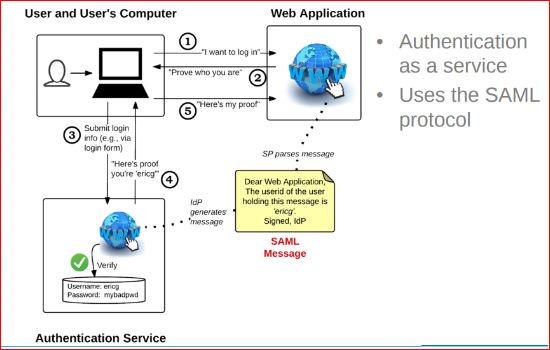 User and User's Computer
Web Application
1
"I want to log in"
"Prove who you are"
2
5
"Here's my proof"
WWW
3
Submit login
info (e.g., via
login form)
"Here's proof
you're 'ericg'"
4
SP parses message
Dear Web Application,
The userid of the user
holding this message is
'ericg'.
Signed, IdP
SAML
Message
IdP
generates
message
WWW
Verify
Username: ericg
Password: mybadpwd
Authentication Service
• Authentication
as a service
• Uses the SAML
protocol